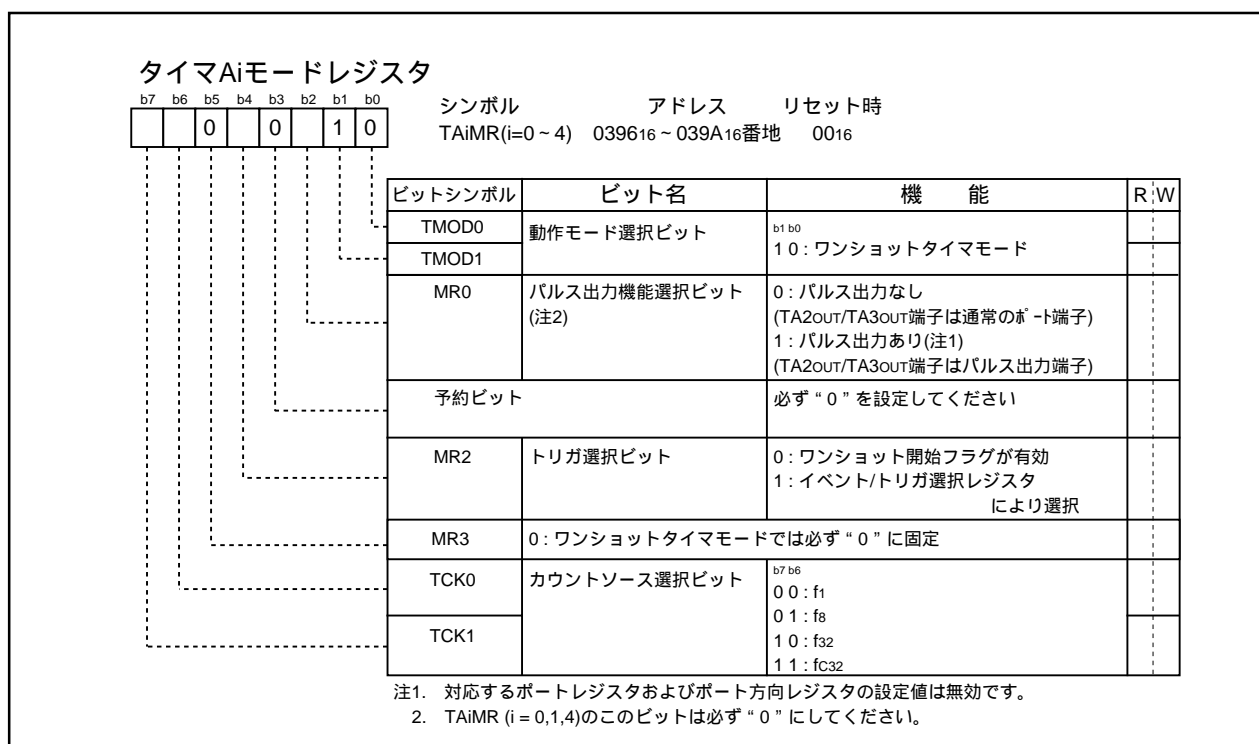 タイマAiモードレジスタ
b7 b6 b5 b4 b3 b2 b1 b0
0 0 1 0
シンボル アドレス リセット時
TAiMR(i=0~4) 039616~039A16番地 0016
ビットシンボル ビット名 機 能 R W
TMOD0 動作モード選択ビット b1 b0
1 0 : ワンショットタイマモード
TMOD1
MR0 パルス出力機能選択ビット 0 : パルス出力なし
(注2) (TA2OUT/TA3OUT端子は通常のポート端子)
1 : パルス出力あり(注1)
(TA2OUT/TA3OUT端子はパルス出力端子)
予約ビット 必ず“0”を設定してください
MR2 トリガ選択ビット 0 : ワンショット開始フラグが有効
1 : イベント/トリガ選択レジスタ
により選択
MR3 0 : ワンショットタイマモードでは必ず“0”に固定
TCK0 カウントソース選択ビット b7 b6
0 0 : f1
0 1 : f8
TCK1 1 0 : f32
1 1 : fC32
注1. 対応するポートレジスタおよびポート方向レジスタの設定値は無効です。
2. TAiMR (i = 0,1,4)のこのビットは必ず“0”にしてください。